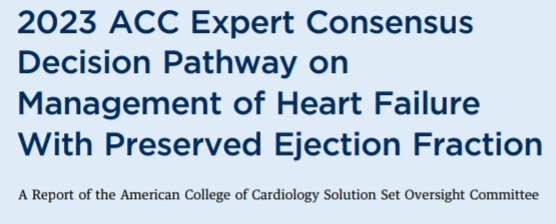 2023 ACC Expert Consensus
Decision Pathway on
Management of Heart Failure
With Preserved Ejection Fraction
A Report of the American College of Cardiology Solution Set Oversight Committee